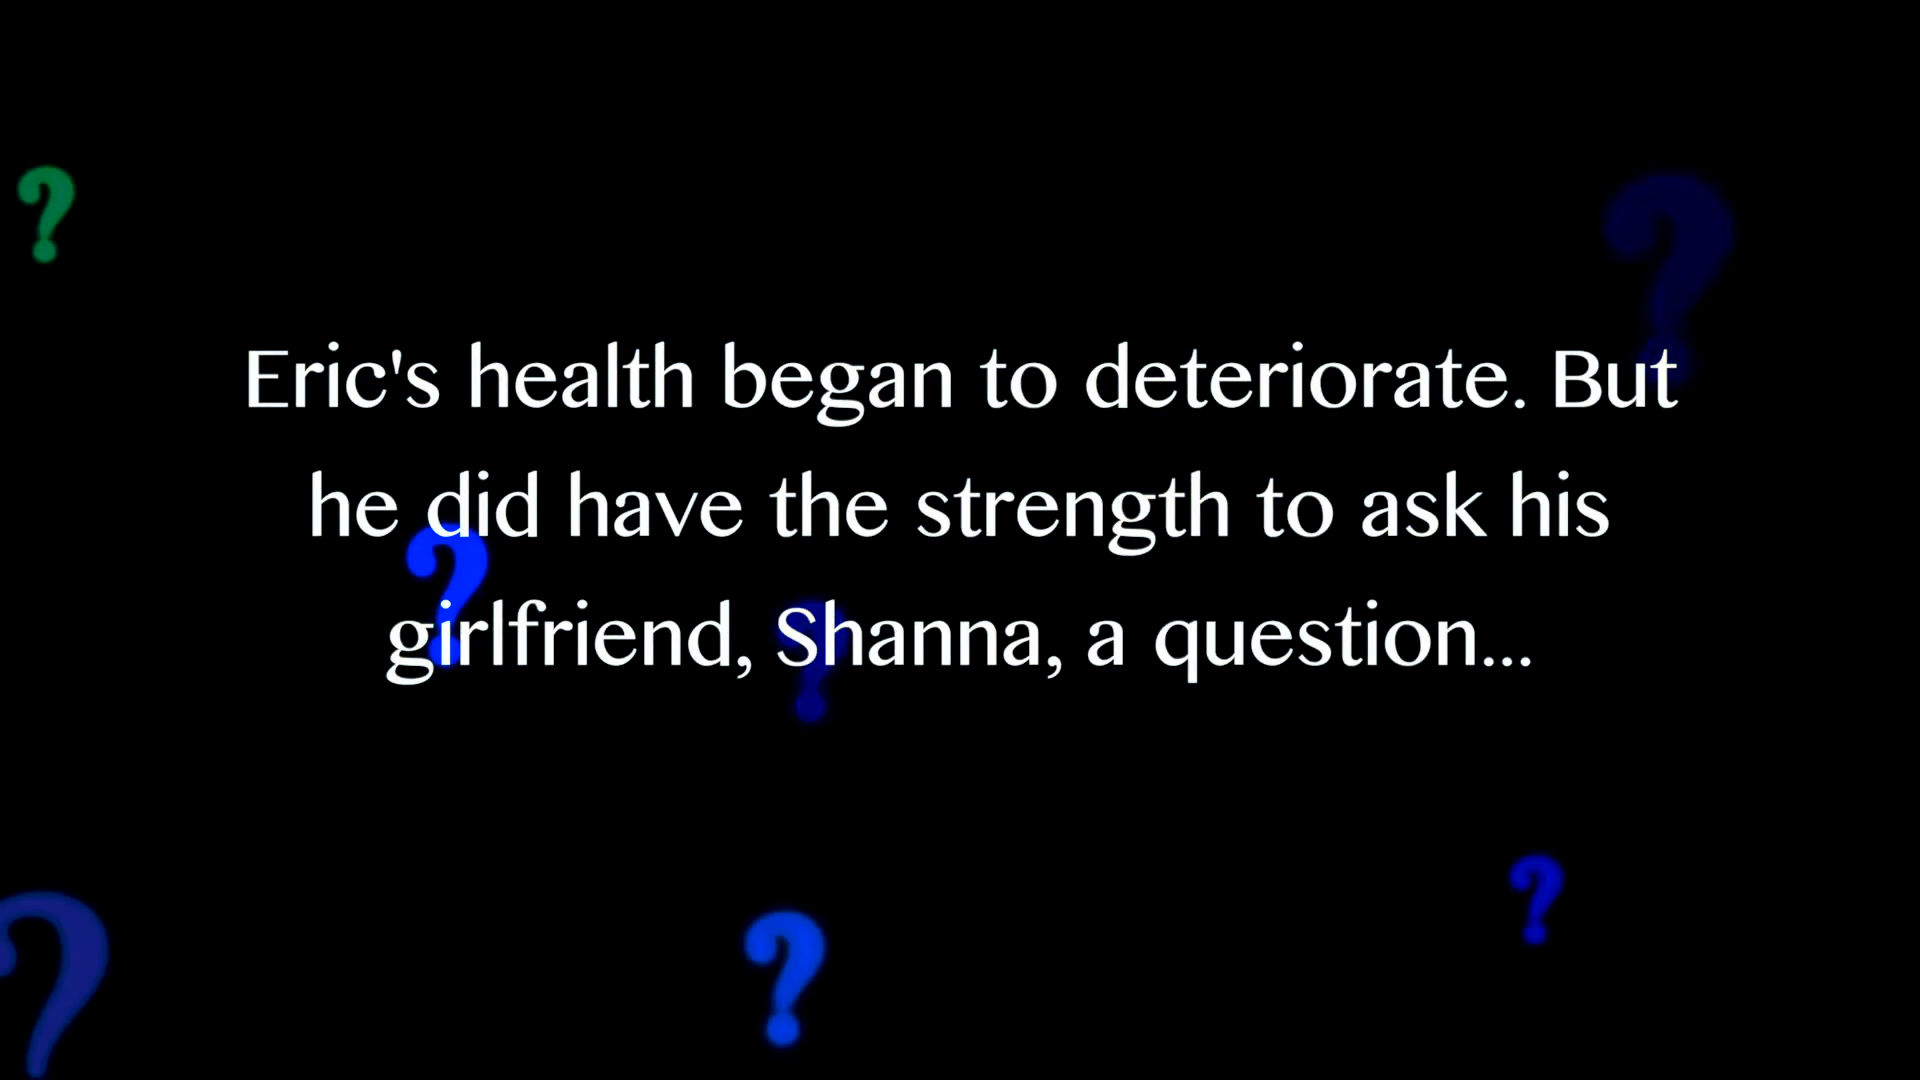 Eric's health began to deteriorate. But
he did have the strength to ask his
girlfriend, Shanna, a question...